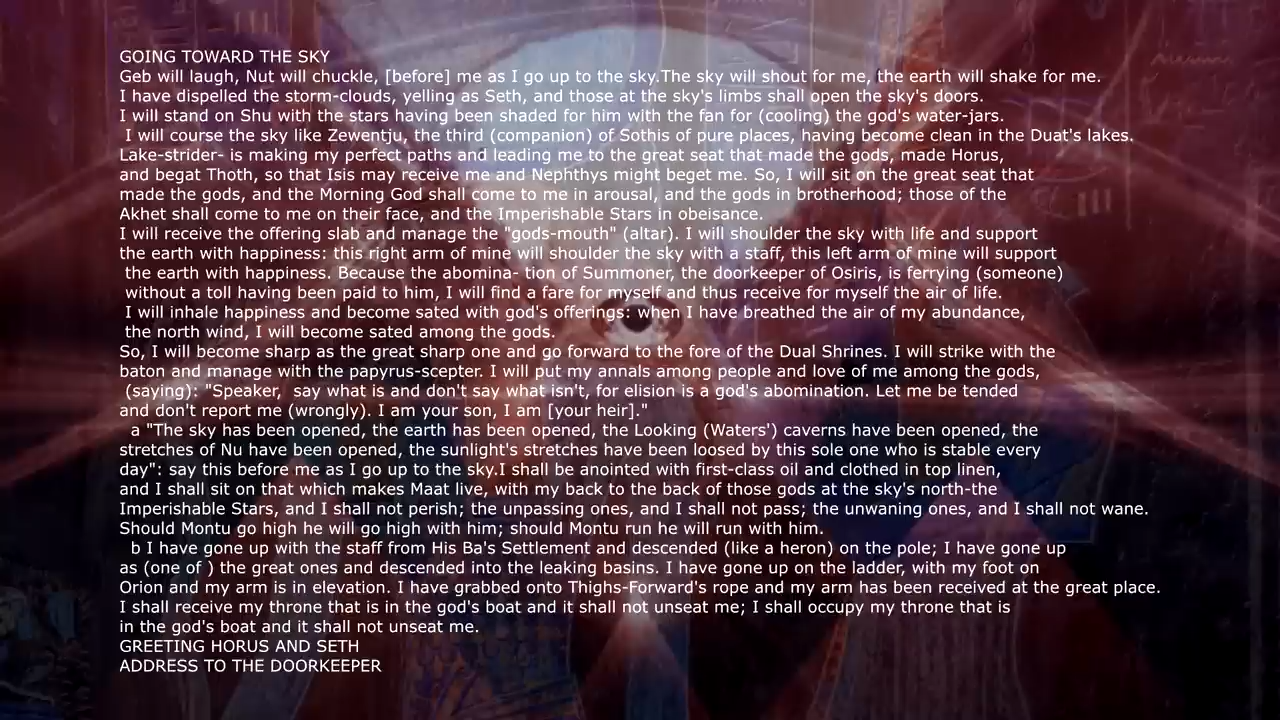 GOING TOWARD THE SKY
Geb will laugh, Nut will chuckle, [before] me as I go up to the sky.The sky will shout for me, the earth will shake for me.
I have dispelled the storm-clouds, yelling as Seth, and those at the sky's limbs shall open the sky's doors.
I will stand on Shu with the stars having been shaded for him with the fan for (cooling) the god's water-jars.
I will course the sky like Zewentju, the third (companion) of Sothis of pure places, having become clean in the Duat's lakes.
Lake-strider- is making my perfect paths and leading me to the great seat that made the gods, made Horus,
and begat Thoth, so that Isis may receive me and Nephthys might beget me. So, I will sit on the great seat that
made the gods, and the Morning God shall come to me in arousal, and the gods in brotherhood; those of the
Akhet shall come to me on their face, and the Imperishable Stars in obeisance.
I will receive the offering slab and manage the "gods-mouth" (altar). I will shoulder the sky with life and support
the earth with happiness: this right arm of mine will shoulder the sky with a staff, this left arm of mine will support
the earth with happiness. Because the abomina- tion of Summoner, the doorkeeper of Osiris, is ferrying (someone)
without a toll having been paid to him, I will find a fare for myself and thus receive for myself the air of life.
I will inhale happiness and become sated with god's offerings: when I have breathed the air of my abundance,
the north wind, I will become sated among the gods.
So, I will become sharp as the great sharp one and go forward to the fore of the Dual Shrines. I will strike with the
baton and manage with the papyrus-scepter. I will put my annals among people and love of me among the gods,
(saying): "Speaker,  say what is and don't say what isn't, for elision is a god's abomination. Let me be tended
and don't report me (wrongly). I am your son, I am [your heir]."
a "The sky has been opened, the earth has been opened, the Looking (Waters') caverns have been opened, the
stretches of Nu have been opened, the sunlight's stretches have been loosed by this sole one who is stable every
day": say this before me as I go up to the sky.I shall be anointed with first-class oil and clothed in top linen,
and I shall sit on that which makes Maat live, with my back to the back of those gods at the sky's north-the
Imperishable Stars, and I shall not perish; the unpassing ones, and I shall not pass; the unwaning ones, and I shall not wane.
Should Montu go high he will go high with him; should Montu run he will run with him.
b I have gone up with the staff from His Ba's Settlement and descended (like a heron) on the pole; I have gone up
as (one of ) the great ones and descended into the leaking basins. I have gone up on the ladder, with my foot on
Orion and my arm is in elevation. I have grabbed onto Thighs-Forward's rope and my arm has been received at the great place.
I shall receive my throne that is in the god's boat and it shall not unseat me; I shall occupy my throne that is
in the god's boat and it shall not unseat me.
GREETING HORUS AND SETH
ADDRESS TO THE DOORKEEPER